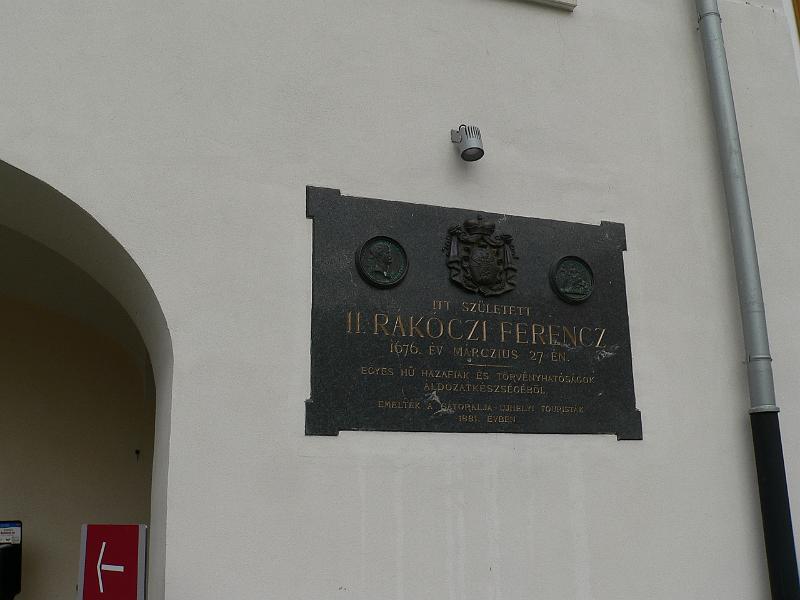 ITT SZÜLETETT
II. RÁKÓCZI FERENCZ
1676. ÉV MÁRCZIUS 27 ÉN.
EGYES HŰ HAZAFIAK ÉS TÖRVÉNYHATÓSÁGOK
ÁLDOZATKÉSZSÉGÉBŐL
EMELTÉK A SÁTORALJA-UJHELYI TOURISTÁK
1881. ÉVBEN